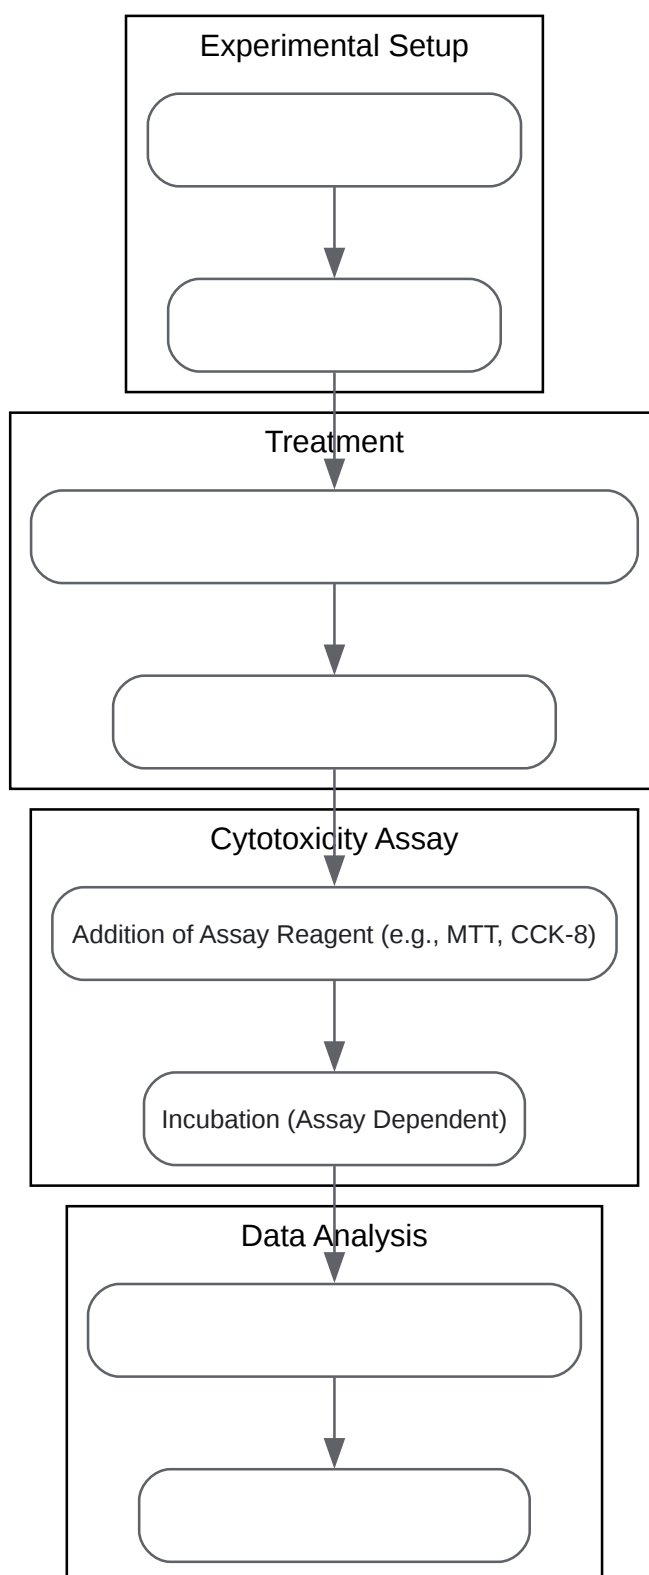 Experimental Setup
Treatment
Cytotoxicity Assay
Addition of Assay Reagent (e.g., MTT, CCK-8)
Incubation (Assay Dependent)
Data Analysis